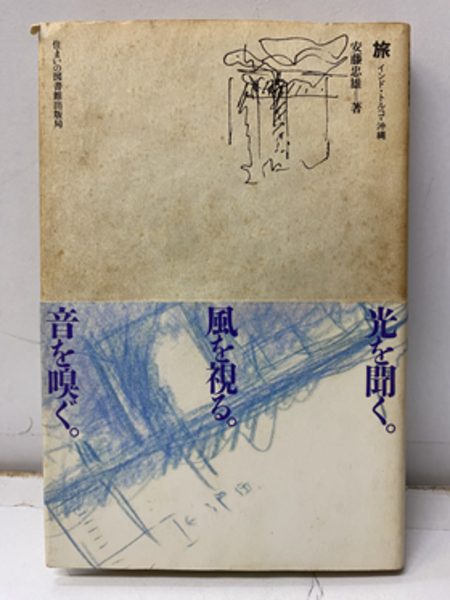 旅
インド・トルコ・沖縄
安藤忠雄―著
住まいの図書館出版局
光を聞く。
風を視る。
音を嗅ぐ。